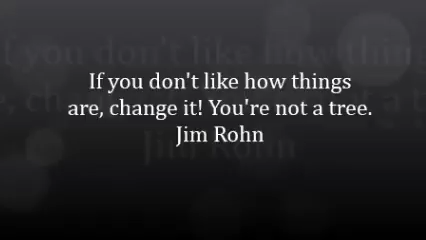 If you don't like how things
are, change it! You're not a tree.
Jim Rohn